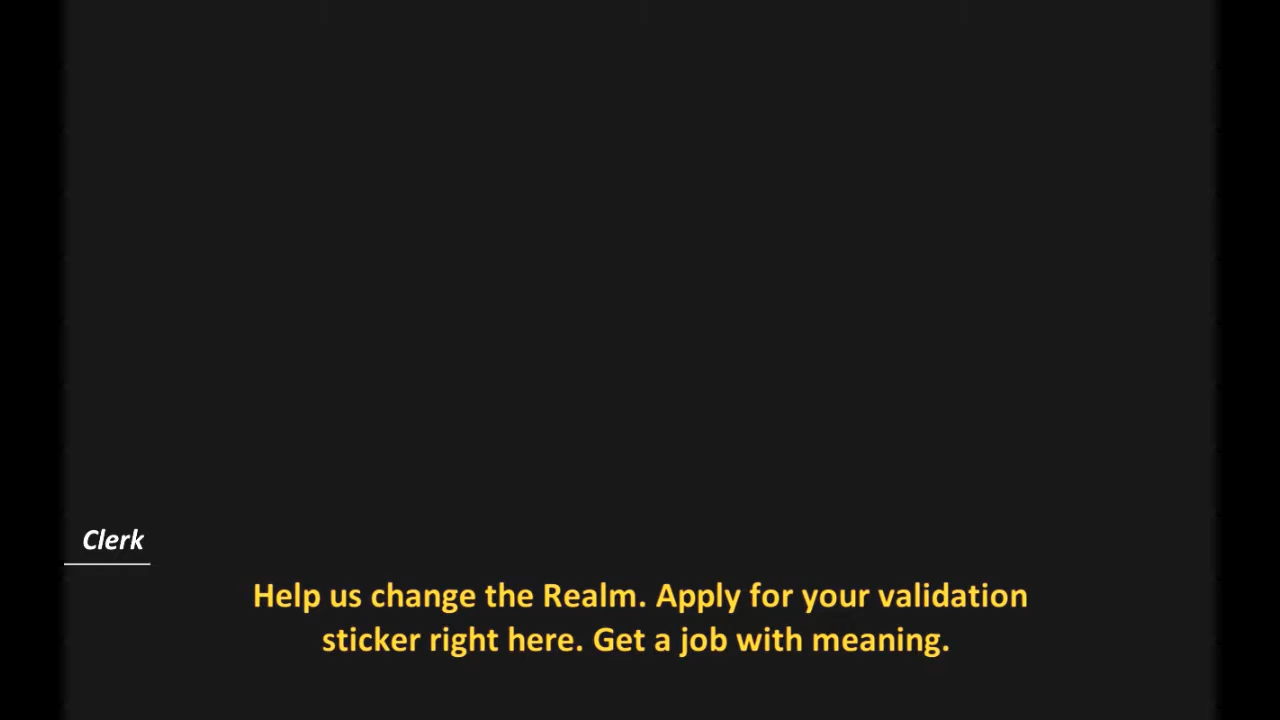 Clerk
Help us change the Realm. Apply for your validation
sticker right here. Get a job with meaning.